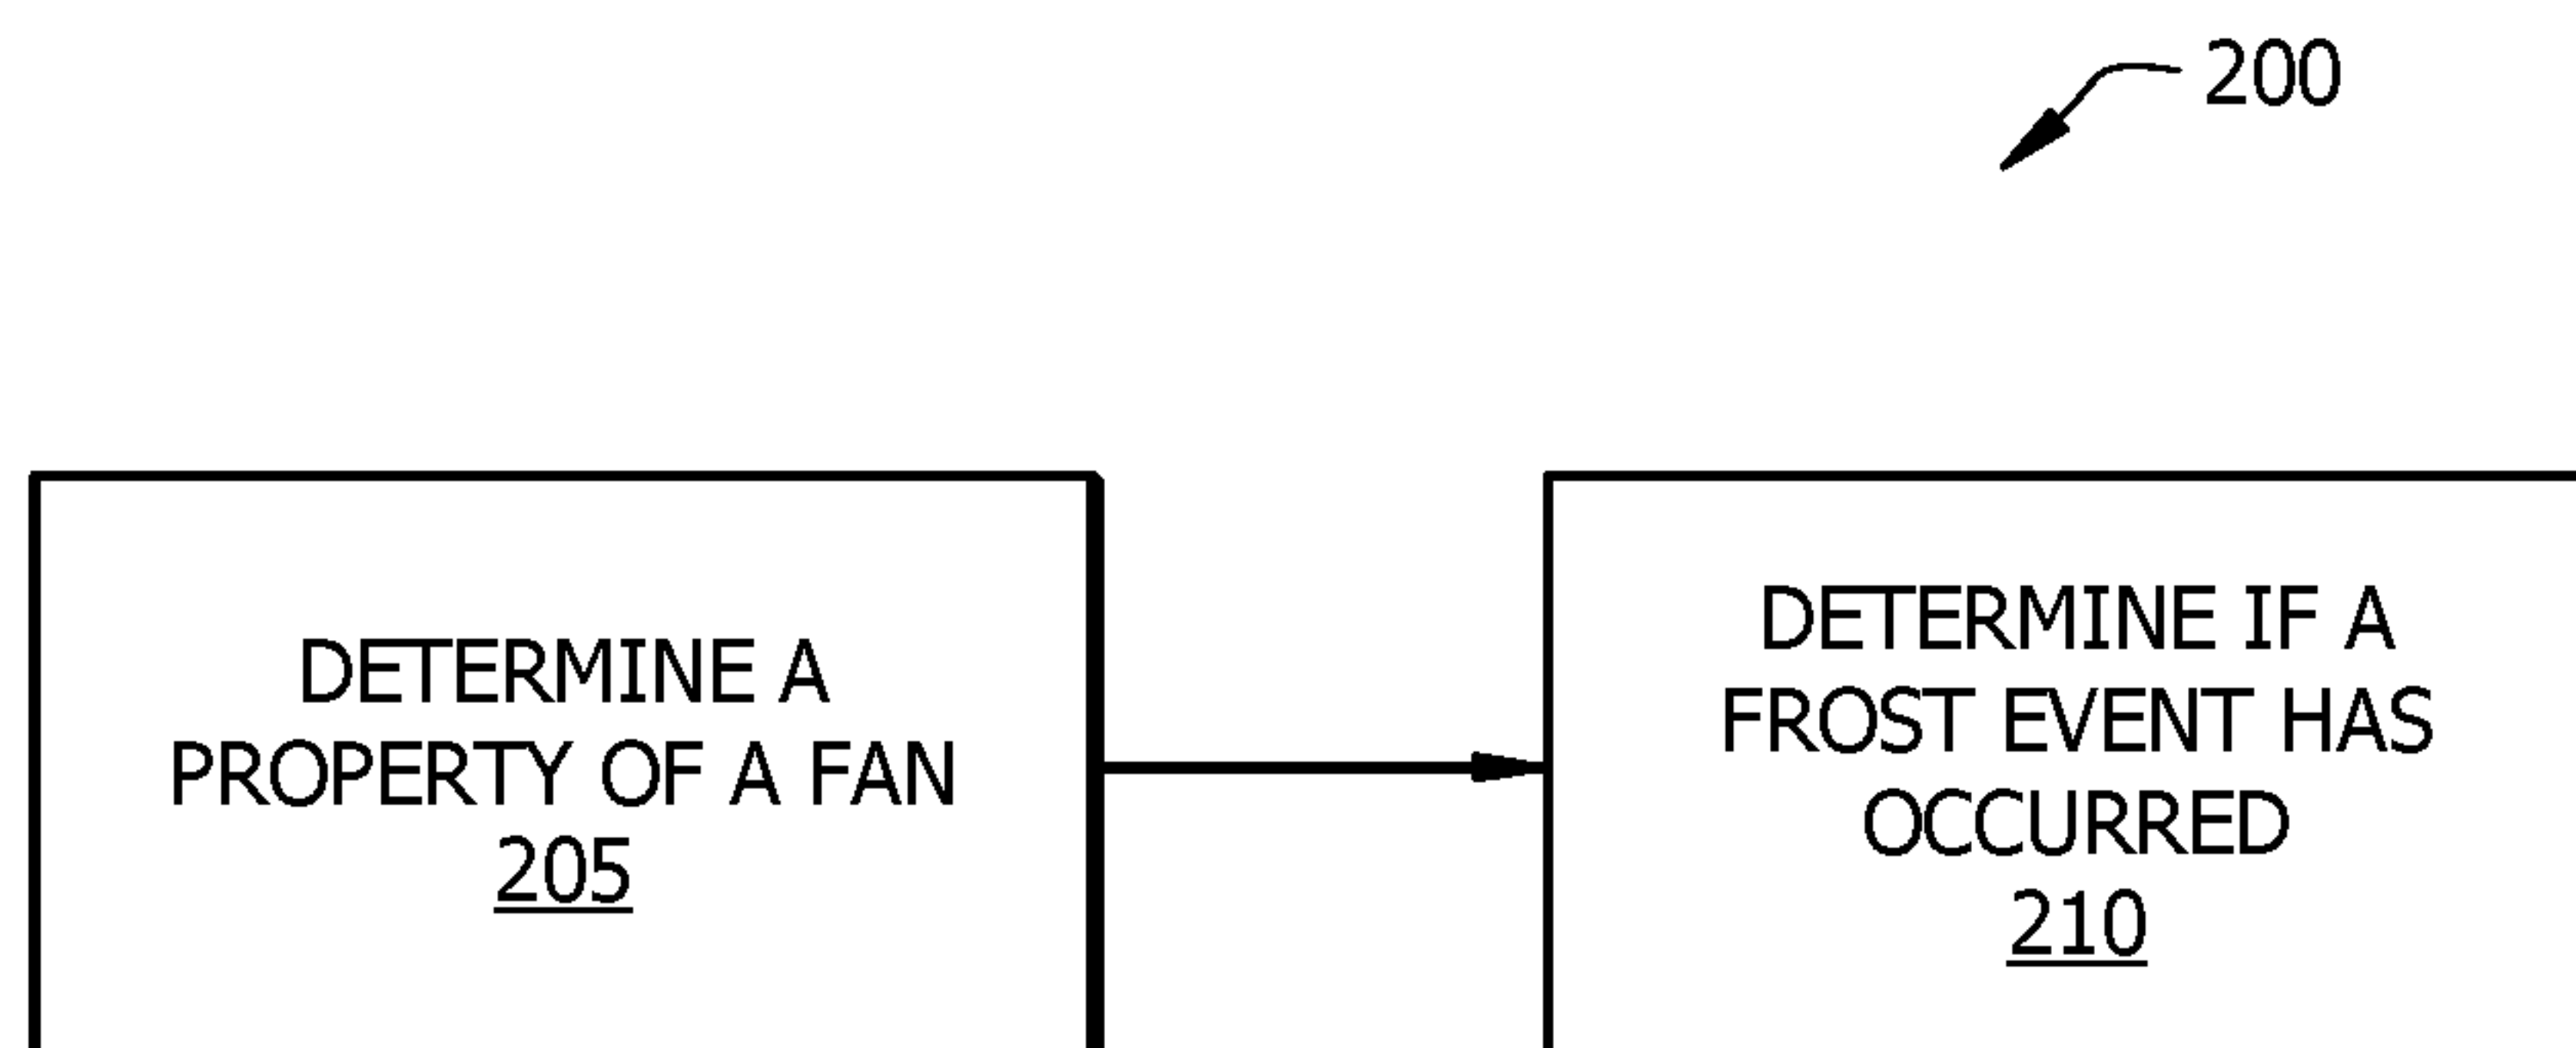 200
DETERMINE A
PROPERTY OF A FAN
205
DETERMINE IF A
FROST EVENT HAS
OCCURRED
210